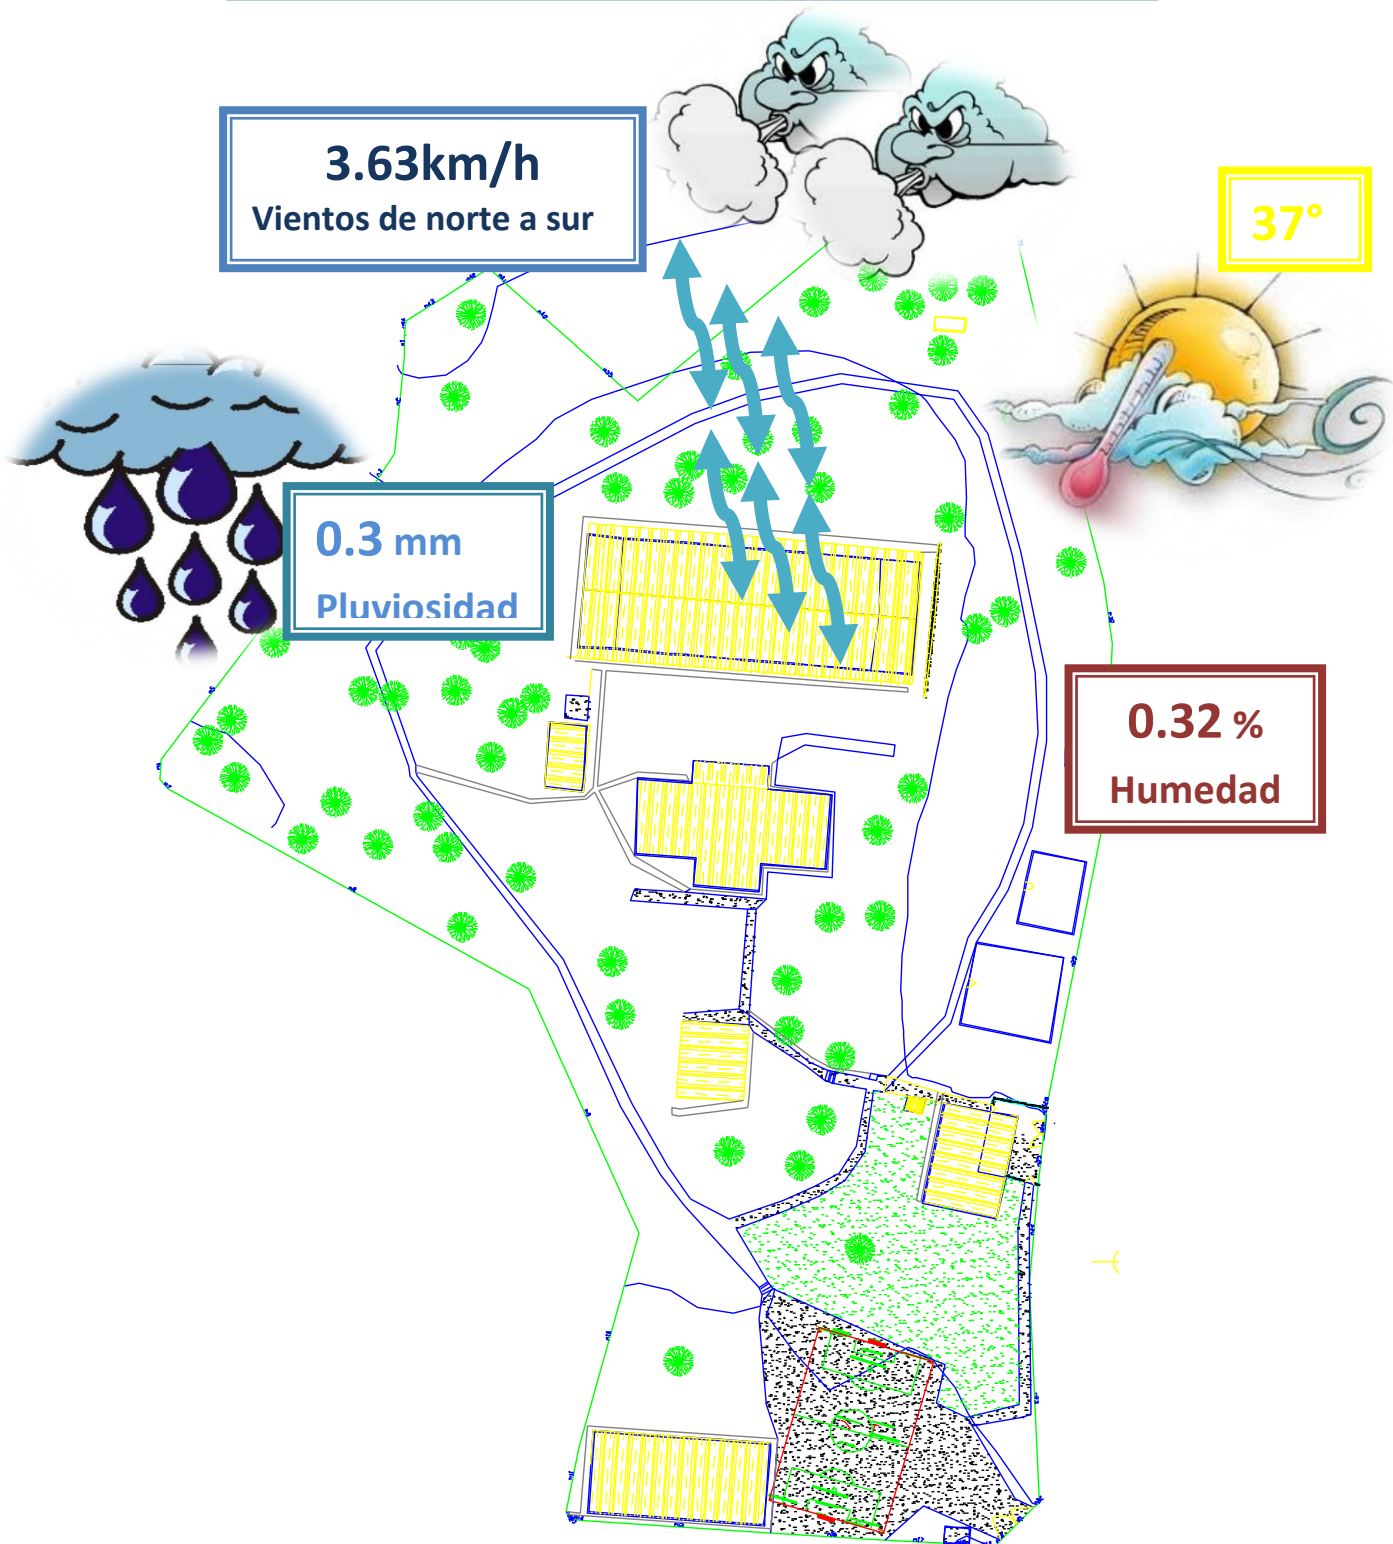 3.63km/h
Vientos de norte a sur
37°
0.3 mm
Pluviosidad
0.32 %
Humedad